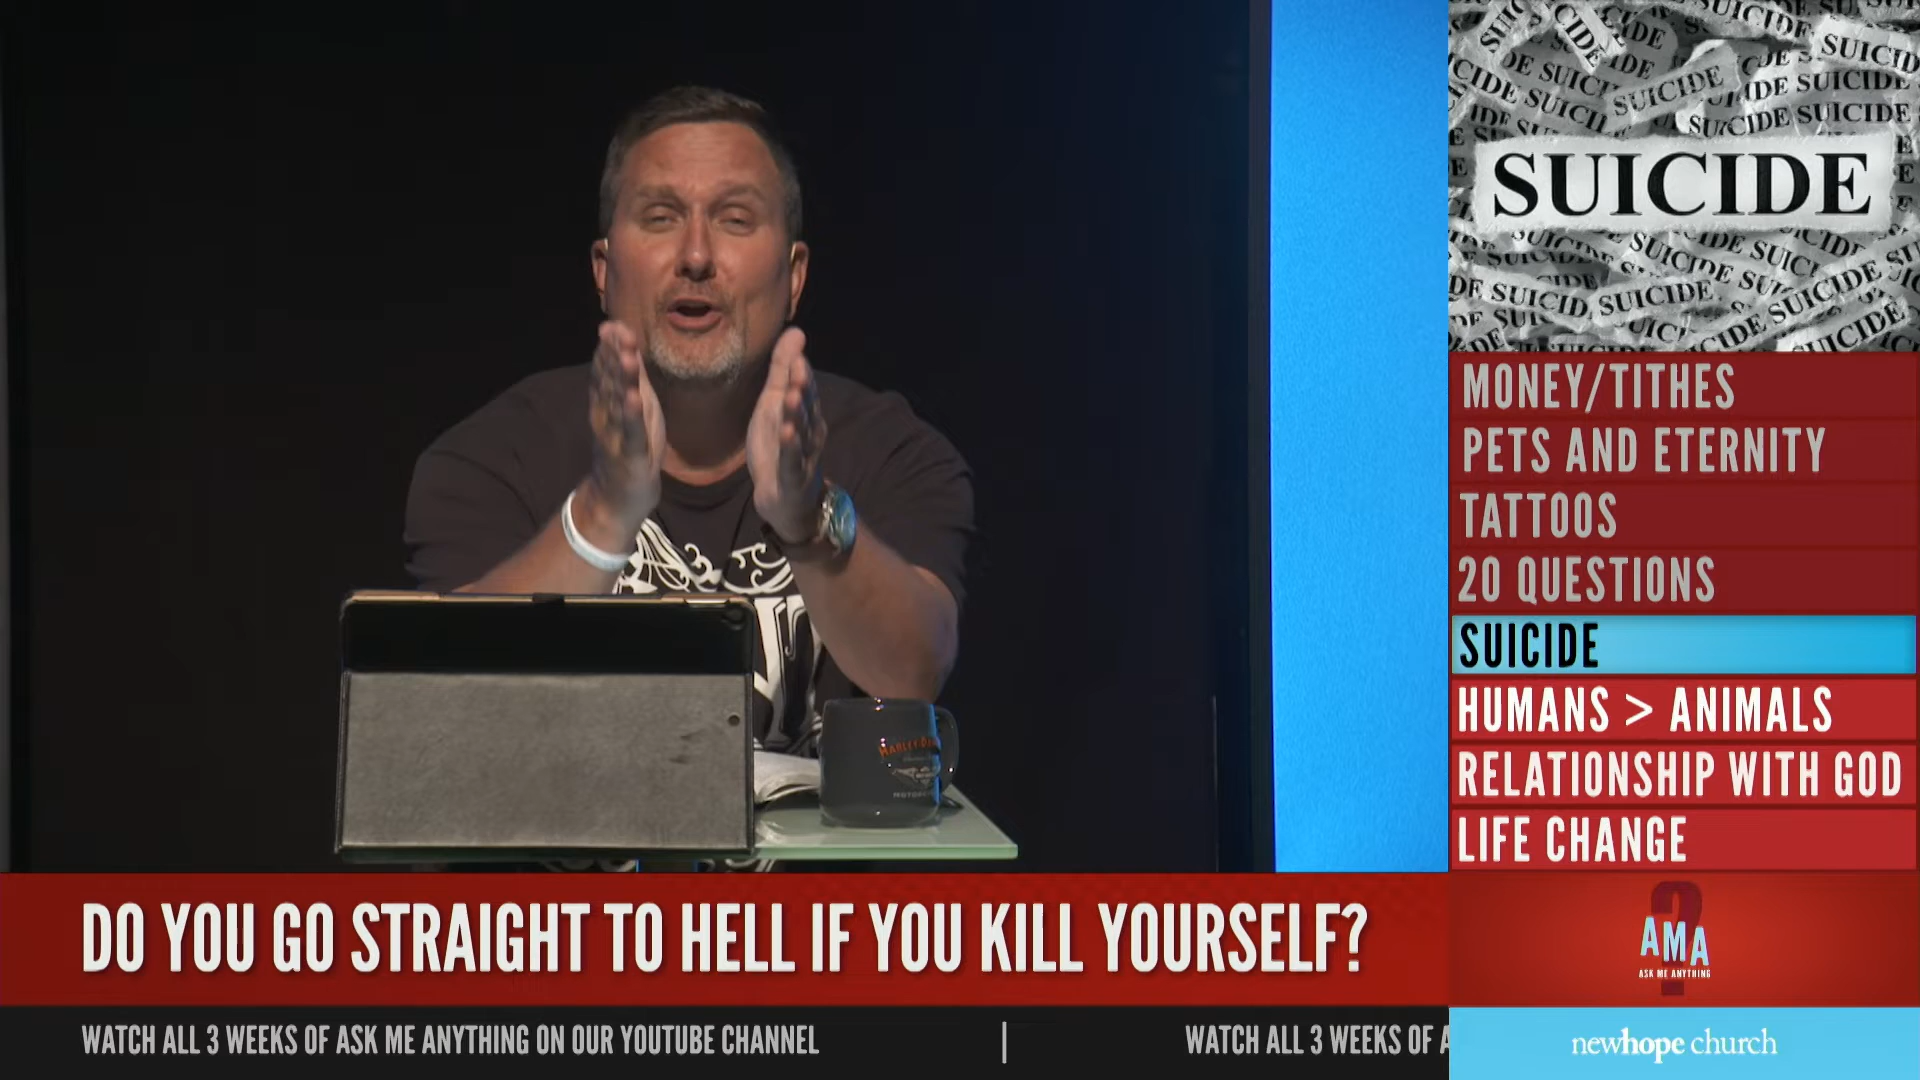 SUICIDE
MONEY/TITHES
PETS AND ETERNITY
TATTOOS
20 QUESTIONS
SUICIDE
HUMANS > ANIMALS
RELATIONSHIP WITH GOD
LIFE CHANGE
DO YOU GO STRAIGHT TO HELL IF YOU KILL YOURSELF?
?
AMA
ASK ME ANYTHING
WATCH ALL 3 WEEKS OF ASK ME ANYTHING ON OUR YOUTUBE CHANNEL | WATCH ALL 3 WEEKS OF A
newhope church